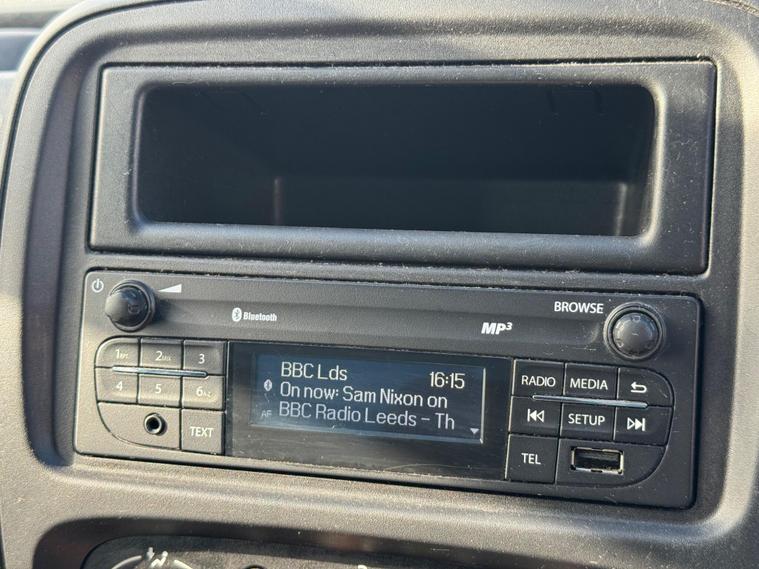 Bluetooth
MP3
BROWSE
1
2
3
4
5
6
TEXT
BBC Lds 16:15
On now: Sam Nixon on
AF BBC Radio Leeds - Th
RADIO MEDIA
SETUP
TEL